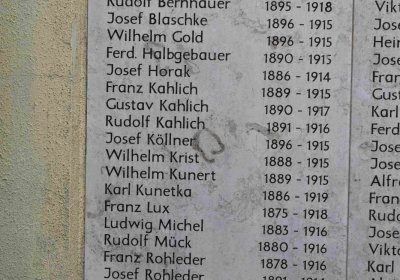 Rudolf Bernhauer 1895 - 1918
Josef Blaschke 1896 - 1915
Wilhelm Gold 1896 - 1915
Ferd. Halbgebauer 1890 - 1915
Josef Horak 1886 - 1914
Franz Kahlich 1889 - 1915
Gustav Kahlich 1890 - 1917
Rudolf Kahlich 1891 - 1916
Josef Köllner 1896 - 1915
Wilhelm Krist 1888 - 1915
Wilhelm Kunert 1889 - 1915
Karl Kunetka 1886 - 1919
Franz Lux 1875 - 1918
Ludwig Michel 1883 - 1916
Rudolf Mück 1880 - 1916
Franz Rohleder 1878 - 1916
Josef Rohleder